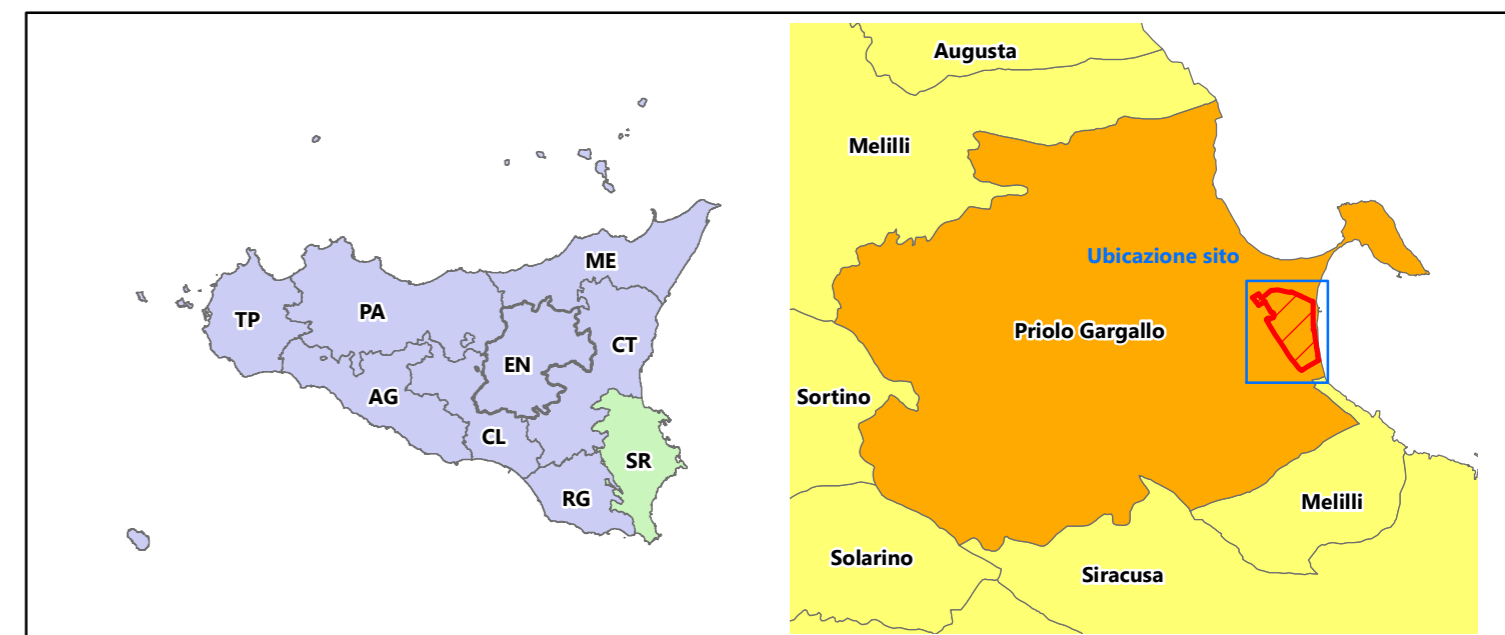 ME
PA
TP
CT
EN
AG
CL
SR
RG
Augusta
Melilli
Ubicazione sito
Priolo Gargallo
Sortino
Melilli
Solarino
Siracusa